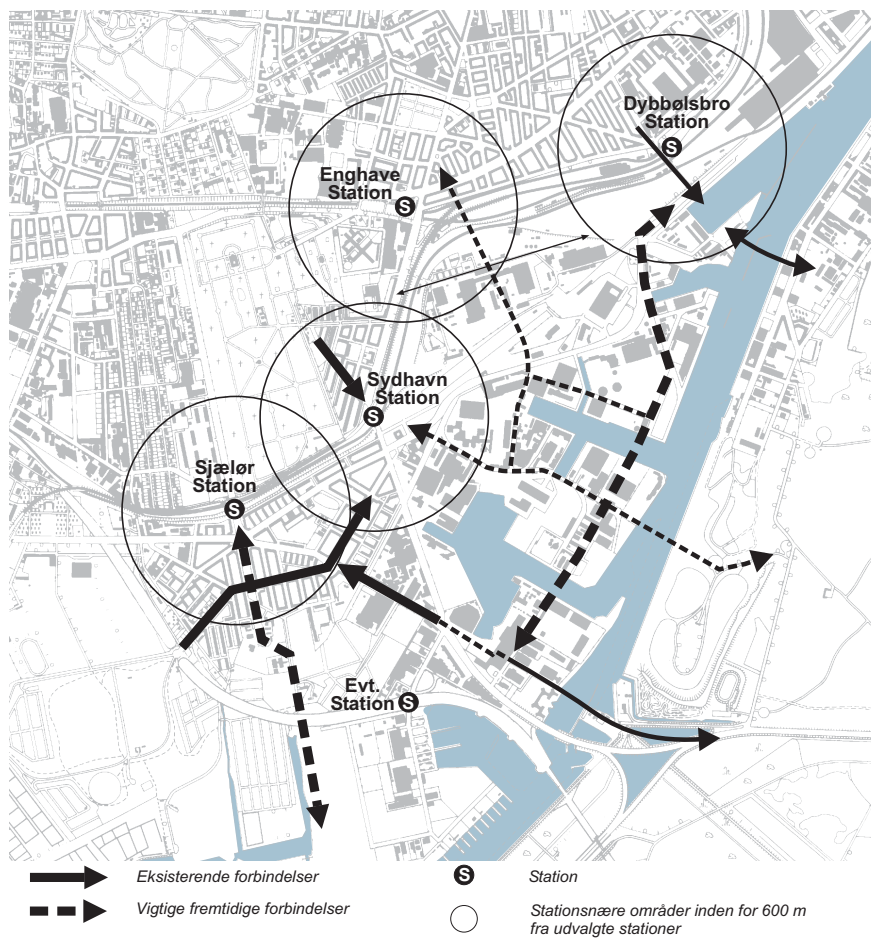 Dybbølsbro
Station
S
Enghave
Station
S
Sydhavn
Station
S
Sjælør
Station
S
Evt.
Station
S
Eksisterende forbindelser
Vigtige fremtidige forbindelser
S
Station
Stationsnære områder inden for 600 m
fra udvalgte stationer